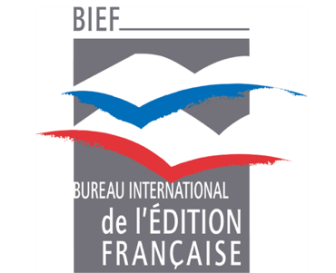 BIEF
BUREAU INTERNATIONAL
de l'ÉDITION
FRANÇAISE